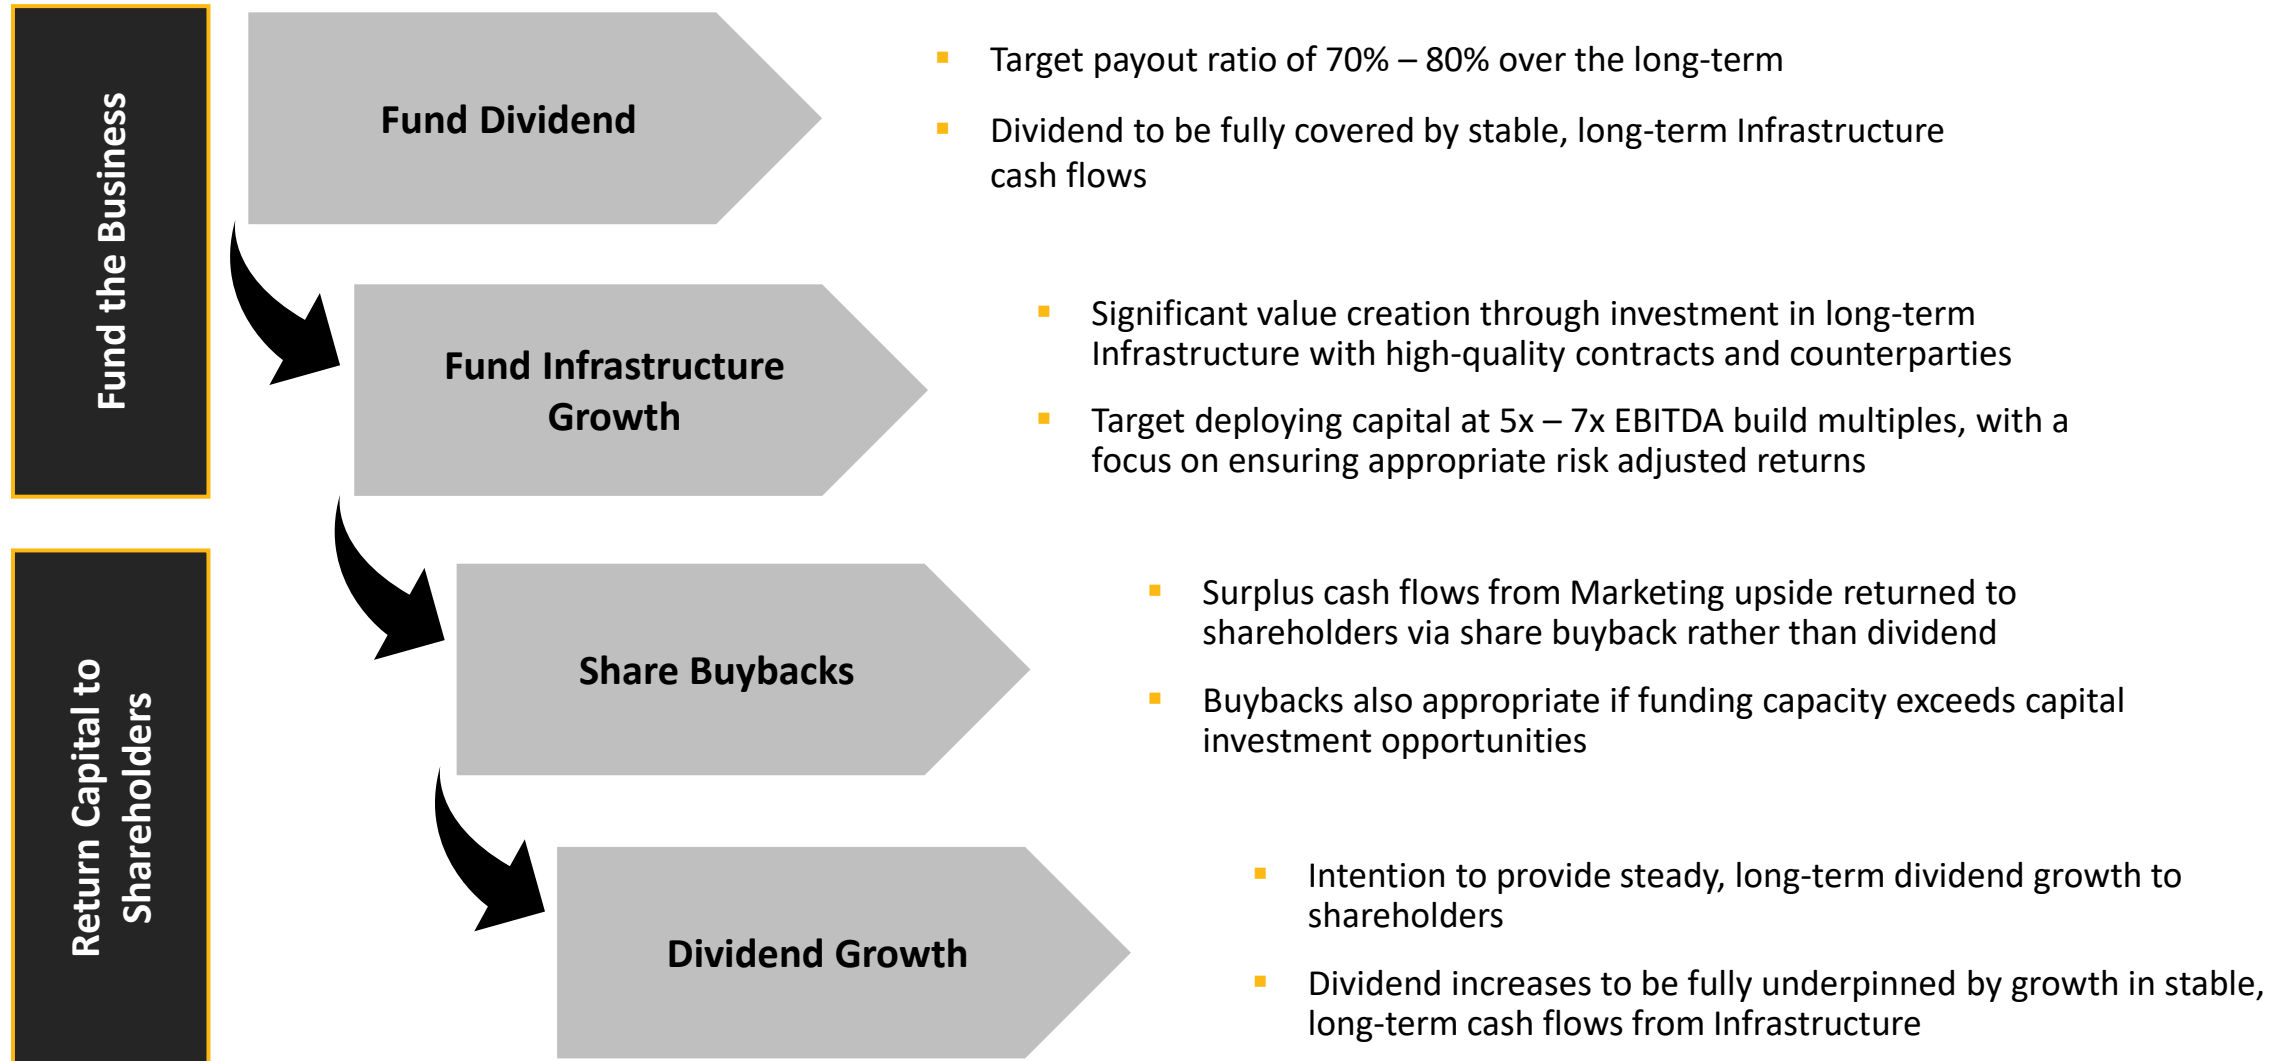 Fund the Business
Fund Dividend
▪ Target payout ratio of 70% – 80% over the long-term
▪ Dividend to be fully covered by stable, long-term Infrastructure
cash flows
Fund Infrastructure
Growth
▪ Significant value creation through investment in long-term
Infrastructure with high-quality contracts and counterparties
▪ Target deploying capital at 5x – 7x EBITDA build multiples, with a
focus on ensuring appropriate risk adjusted returns
Return Capital to
Shareholders
Share Buybacks
▪ Surplus cash flows from Marketing upside returned to
shareholders via share buyback rather than dividend
▪ Buybacks also appropriate if funding capacity exceeds capital
investment opportunities
Dividend Growth
▪ Intention to provide steady, long-term dividend growth to
shareholders
▪ Dividend increases to be fully underpinned by growth in stable,
long-term cash flows from Infrastructure